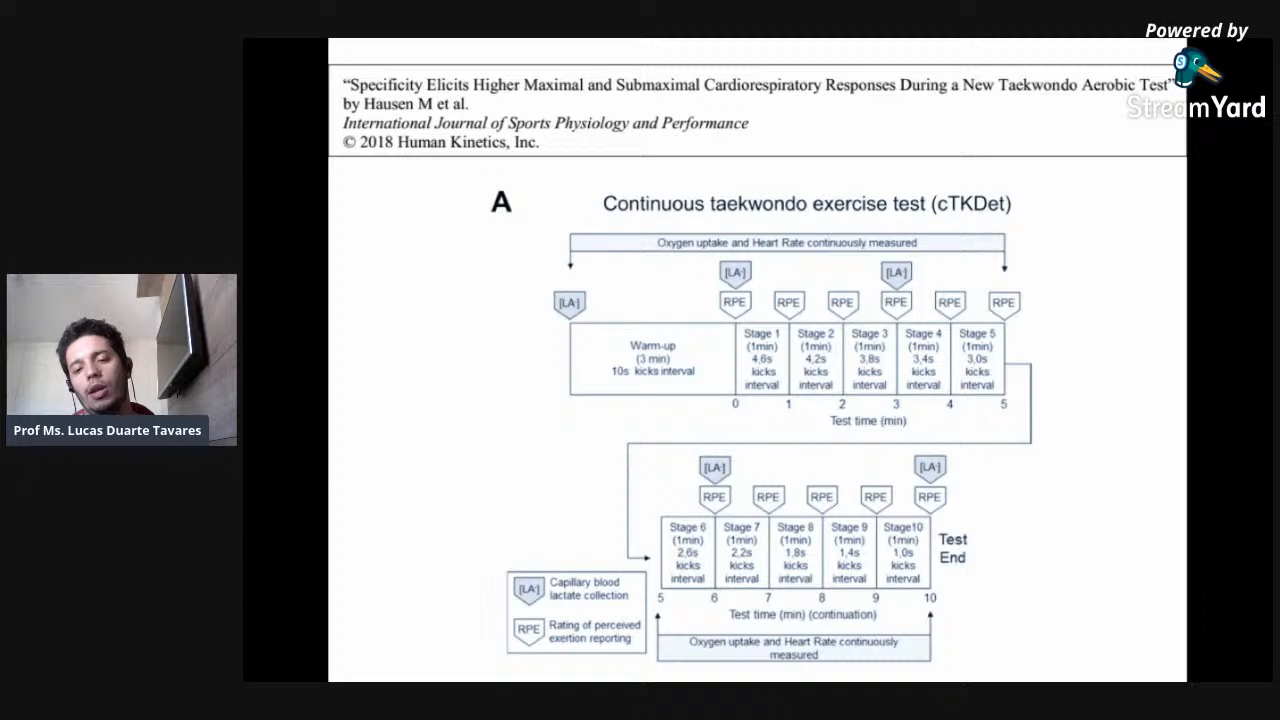 Powered by
StreamYard
“Specificity Elicits Higher Maximal and Submaximal Cardiorespiratory Responses During a New Taekwondo Aerobic Test”
by Hausen M et al.
International Journal of Sports Physiology and Performance
© 2018 Human Kinetics, Inc.
A
Continuous taekwondo exercise test (cTKDet)
Oxygen uptake and Heart Rate continuously measured
[LA-] [LA-]
[LA-] RPE RPE RPE RPE RPE RPE
Warm-up
(3 min)
10s kicks interval
Stage 1
(1min)
4,6s
kicks
interval
Stage 2
(1min)
4,2s
kicks
interval
Stage 3
(1min)
3,8s
kicks
interval
Stage 4
(1min)
3,4s
kicks
interval
Stage 5
(1min)
3,0s
kicks
interval
0 1 2 3 4 5
Test time (min)
Prof Ms. Lucas Duarte Tavares
[LA-] [LA-]
RPE RPE RPE RPE RPE
Stage 6
(1min)
2,6s
kicks
interval
Stage 7
(1min)
2,2s
kicks
interval
Stage 8
(1min)
1,8s
kicks
interval
Stage 9
(1min)
1,4s
kicks
interval
Stage10
(1min)
1,0s
kicks
interval
Test
End
5 6 7 8 9 10
Test time (min) (continuation)
Oxygen uptake and Heart Rate continuously
measured
[LA-] Capillary blood
lactate collection
RPE Rating of perceived
exertion reporting